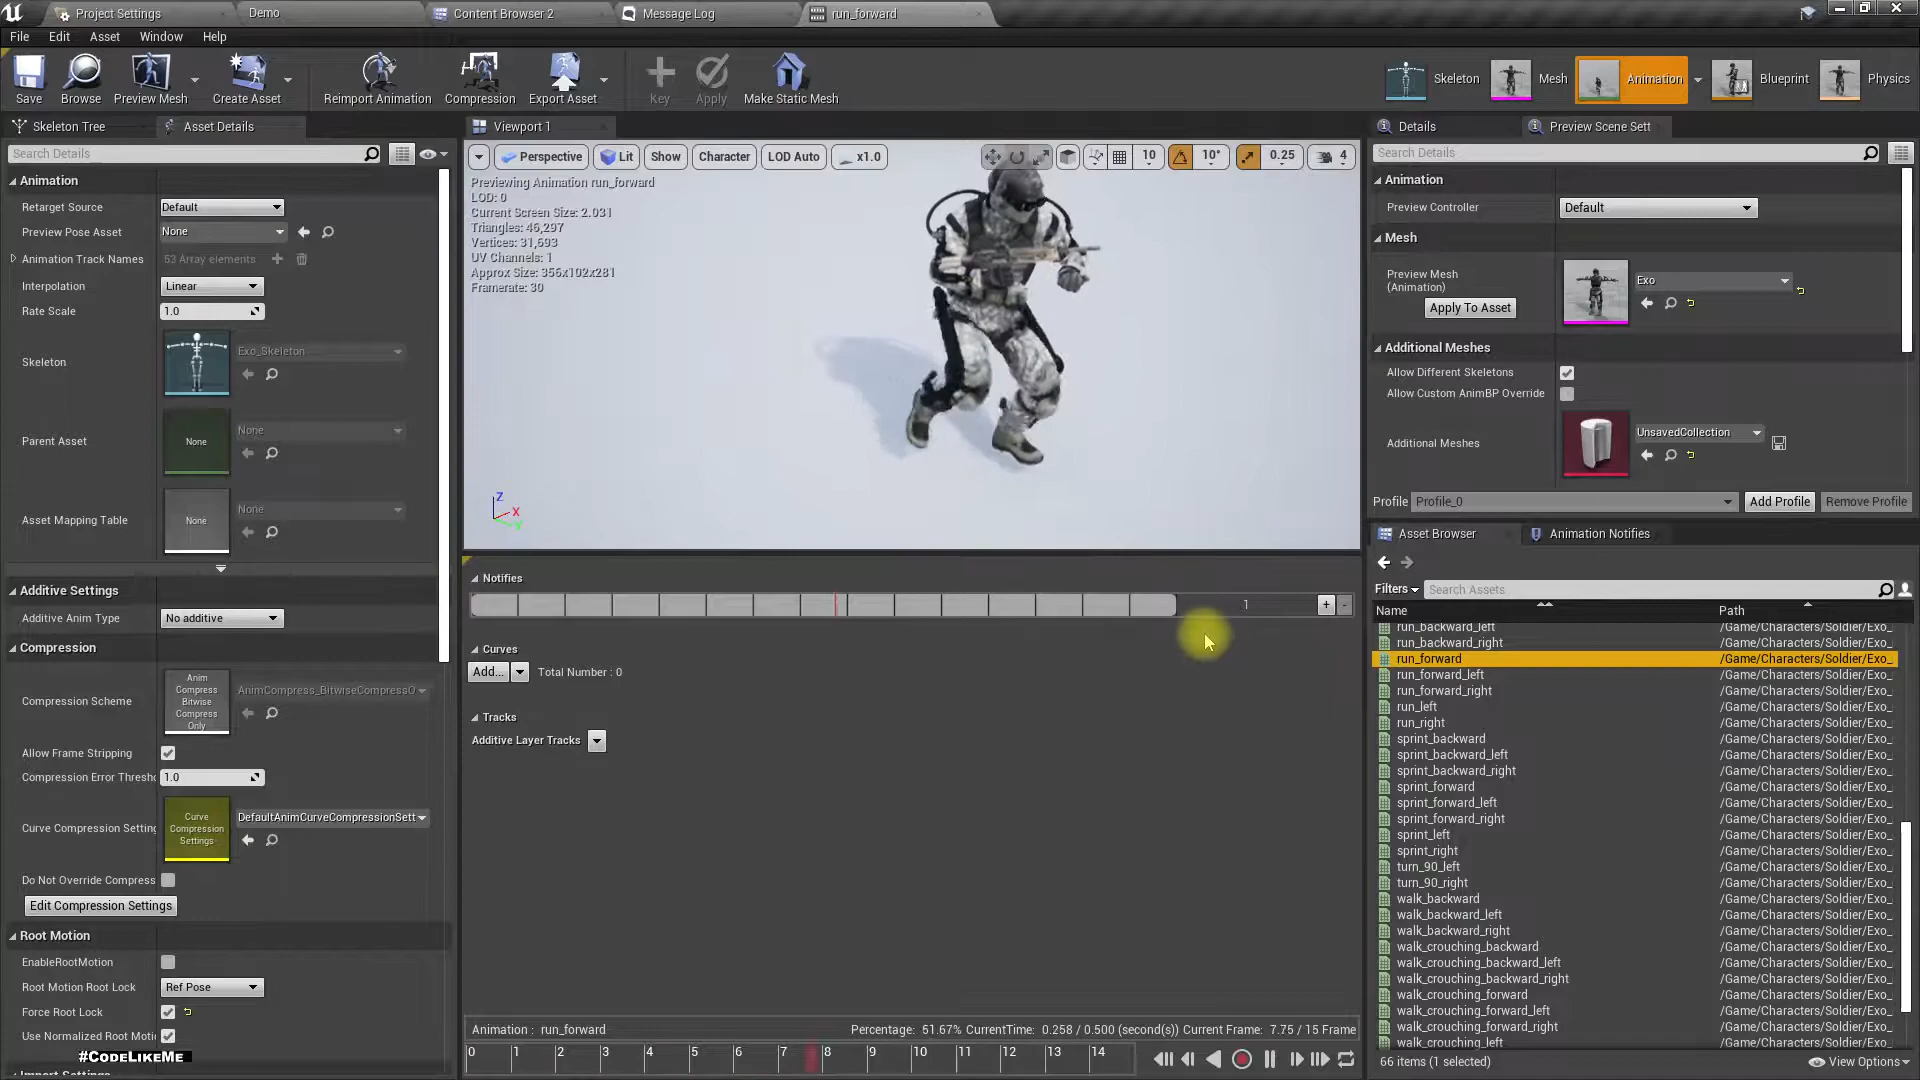 Project Settings
Demo
Content Browser 2
Message Log
run_forward
File Edit Asset Window Help
Save
Browse
Preview Mesh
Create Asset
Reimport Animation
Compression
Export Asset
Key
Apply
Make Static Mesh
Skeleton
Mesh
Animation
Blueprint
Physics
Skeleton Tree
Asset Details
Search Details
Animation
Retarget Source Default
Preview Pose Asset None
Animation Track Names 53 Array elements
Interpolation Linear
Rate Scale 1.0
Skeleton Exo_Skeleton
Parent Asset None None
Asset Mapping Table None None
Additive Settings
Additive Anim Type No additive
Compression
Compression Scheme
Anim
Compress
Bitwise
Compress
Only
AnimCompress_BitwiseCompressO
Allow Frame Stripping
Compression Error Thresho 1.0
Curve Compression Setting
Curve
Compression
Settings
DefaultAnimCurveCompressionSett
Do Not Override Compress
Edit Compression Settings
Root Motion
EnableRootMotion
Root Motion Root Lock Ref Pose
Force Root Lock
Use Normalized Root Moti
#CodeLikeMe
Import Settings
Viewport 1
Perspective Lit Show Character LOD Auto x1.0 10 10° 0.25 4
Previewing Animation run_forward
LOD: 0
Current Screen Size: 2.031
Triangles: 46,297
Vertices: 31,693
UV Channels: 1
Approx Size: 356x102x281
Framerate: 30
Z
X
Y
Notifies
1 + -
Curves
Add... Total Number : 0
Tracks
Additive Layer Tracks
Animation : run_forward Percentage: 51.67% CurrentTime: 0.258 / 0.500 (second(s)) Current Frame: 7.75 / 15 Frame
0 1 2 3 4 5 6 7 8 9 10 11 12 13 14
Details
Preview Scene Sett
Search Details
Animation
Preview Controller Default
Mesh
Preview Mesh
(Animation)
Apply To Asset
Exo
Additional Meshes
Allow Different Skeletons
Allow Custom AnimBP Override
Additional Meshes UnsavedCollection
Profile Profile_0 Add Profile Remove Profile
Asset Browser
Animation Notifies
Filters Search Assets
Name Path
run_backward_left /Game/Characters/Soldier/Exo_
run_backward_right /Game/Characters/Soldier/Exo_
run_forward /Game/Characters/Soldier/Exo_
run_forward_left /Game/Characters/Soldier/Exo_
run_forward_right /Game/Characters/Soldier/Exo_
run_left /Game/Characters/Soldier/Exo_
run_right /Game/Characters/Soldier/Exo_
sprint_backward /Game/Characters/Soldier/Exo_
sprint_backward_left /Game/Characters/Soldier/Exo_
sprint_backward_right /Game/Characters/Soldier/Exo_
sprint_forward /Game/Characters/Soldier/Exo_
sprint_forward_left /Game/Characters/Soldier/Exo_
sprint_forward_right /Game/Characters/Soldier/Exo_
sprint_left /Game/Characters/Soldier/Exo_
sprint_right /Game/Characters/Soldier/Exo_
turn_90_left /Game/Characters/Soldier/Exo_
turn_90_right /Game/Characters/Soldier/Exo_
walk_backward /Game/Characters/Soldier/Exo_
walk_backward_left /Game/Characters/Soldier/Exo_
walk_backward_right /Game/Characters/Soldier/Exo_
walk_crouching_backward /Game/Characters/Soldier/Exo_
walk_crouching_backward_left /Game/Characters/Soldier/Exo_
walk_crouching_backward_right /Game/Characters/Soldier/Exo_
walk_crouching_forward /Game/Characters/Soldier/Exo_
walk_crouching_forward_left /Game/Characters/Soldier/Exo_
walk_crouching_forward_right /Game/Characters/Soldier/Exo_
walk_crouching_left /Game/Characters/Soldier/Exo_
66 items (1 selected) View Options